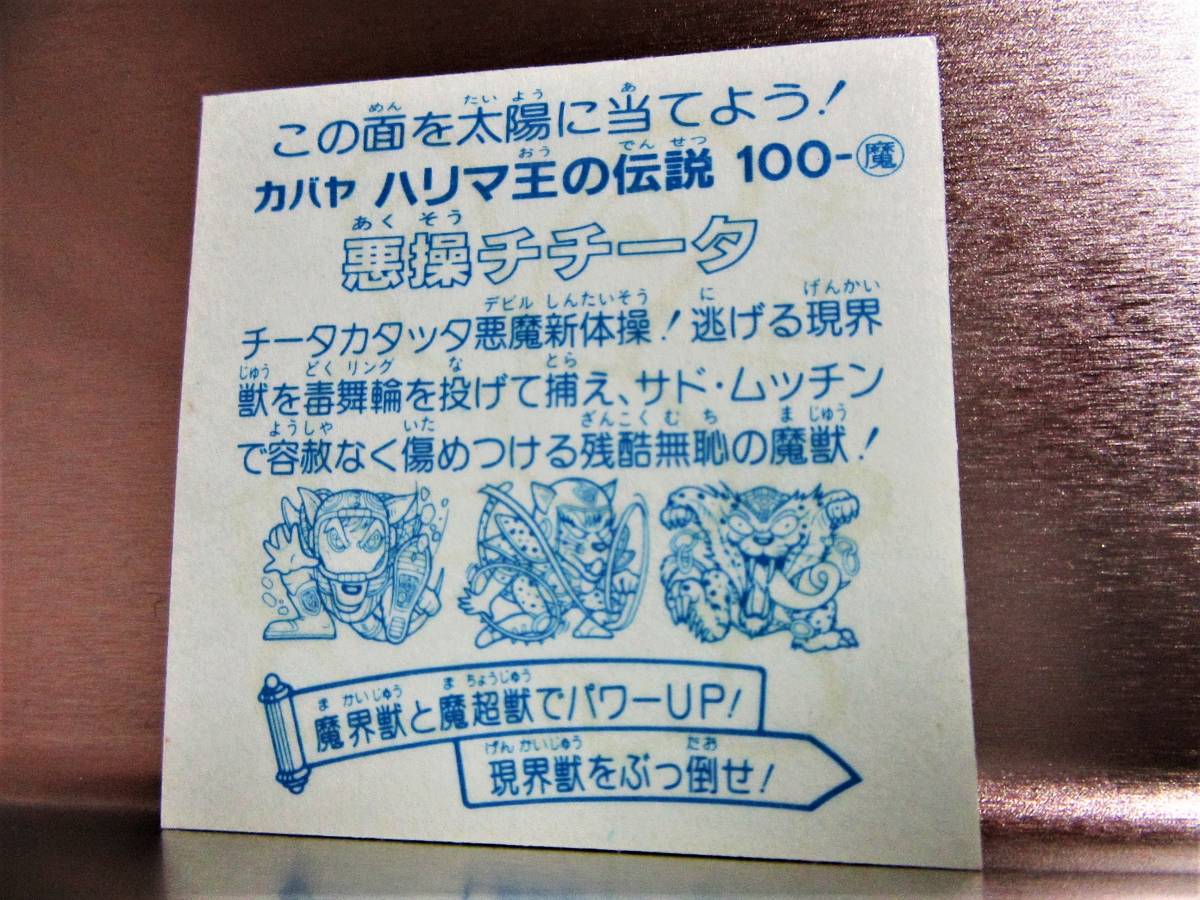 この面を太陽に当てよう!
カバヤ ハリマ王の伝説 100-魔
悪操チチータ
チータカタッタ悪魔新体操!逃げる現界
獣を毒舞輪を投げて捕え、サド・ムッチン
で容赦なく傷めつける残酷無恥の魔獣!
魔界獣と魔超獣でパワーUP!
現界獣をぶっ倒せ!